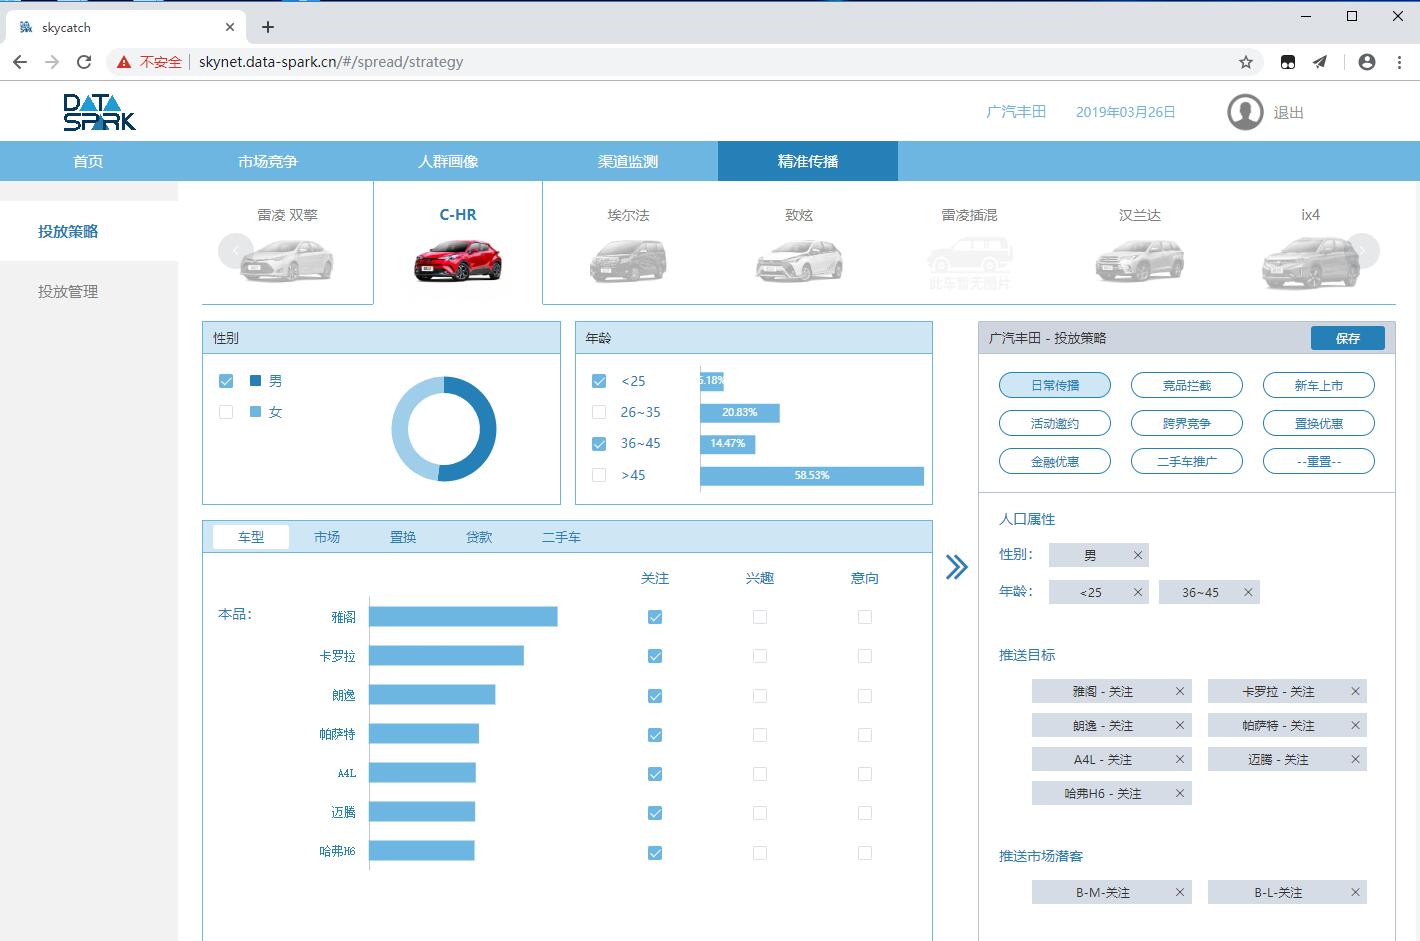 skycatch
不安全
skynet.data-spark.cn/#/spread/strategy
DATA
SPARK
广汽丰田
2019年03月26日
退出
首页
市场竞争
人群画像
渠道监测
精准传播
投放策略
投放管理
雷凌 双擎
C-HR
埃尔法
致炫
雷凌插混
此车暂无图片
汉兰达
ix4
性别
男
女
年龄
<25
26~35
20.83%
36~45
14.47%
>45
58.53%
车型
市场
置换
贷款
二手车
关注
兴趣
意向
本品：
雅阁
卡罗拉
朗逸
帕萨特
A4L
迈腾
哈弗H6
广汽丰田 - 投放策略
保存
日常传播
竞品拦截
新车上市
活动邀约
跨界竞争
置换优惠
金融优惠
二手车推广
--重置--
人口属性
性别：
男
年龄：
<25
36~45
推送目标
雅阁 - 关注
卡罗拉 - 关注
朗逸 - 关注
帕萨特 - 关注
A4L - 关注
迈腾 - 关注
哈弗H6 - 关注
推送市场潜客
B-M-关注
B-L-关注